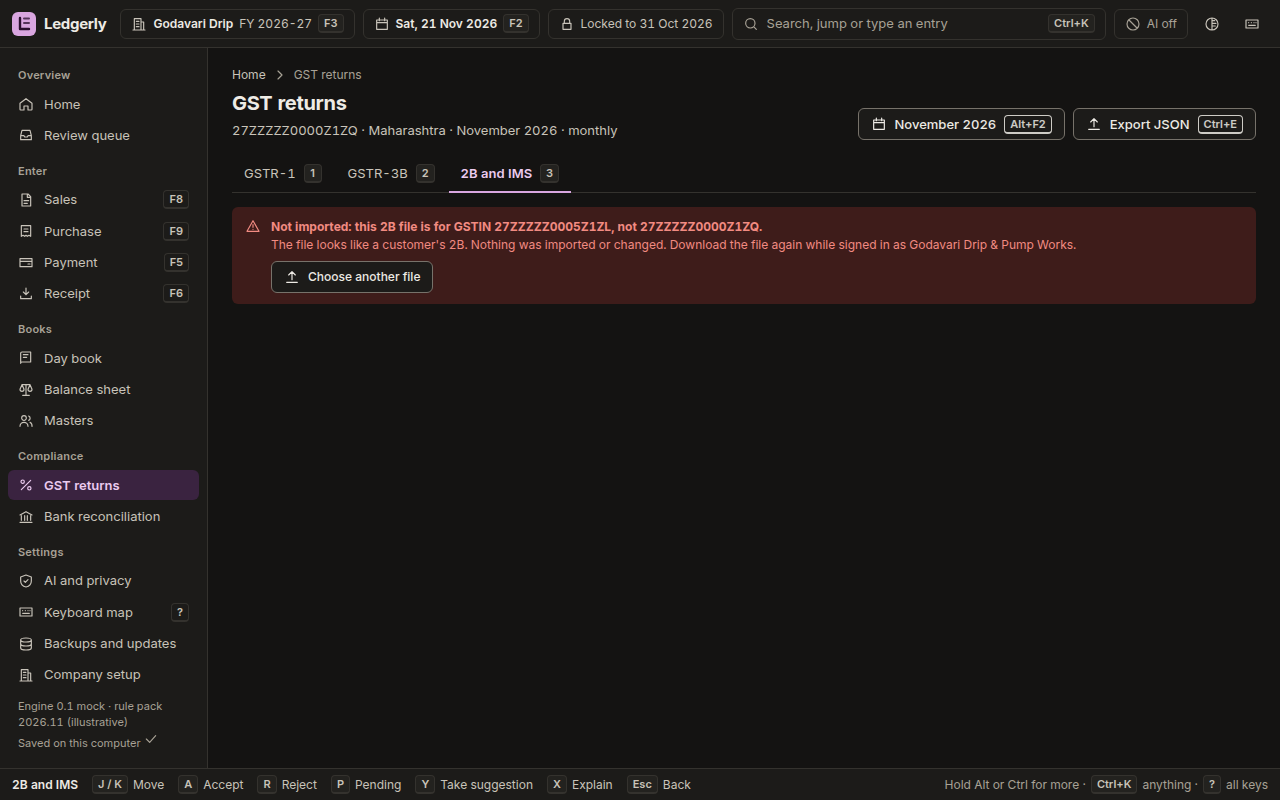 Ledgerly
Godavari Drip FY 2026-27 F3
Sat, 21 Nov 2026 F2
Locked to 31 Oct 2026
Search, jump or type an entry Ctrl+K
AI off
Overview
Home
Review queue
Enter
Sales F8
Purchase F9
Payment F5
Receipt F6
Books
Day book
Balance sheet
Masters
Compliance
GST returns
Bank reconciliation
Settings
AI and privacy
Keyboard map ?
Backups and updates
Company setup
Engine 0.1 mock · rule pack
2026.11 (illustrative)
Saved on this computer
Home > GST returns
GST returns
27ZZZZZ0000Z1ZQ · Maharashtra · November 2026 · monthly
November 2026 Alt+F2
Export JSON Ctrl+E
GSTR-1 1
GSTR-3B 2
2B and IMS 3
Not imported: this 2B file is for GSTIN 27ZZZZZ0005Z1ZL, not 27ZZZZZ0000Z1ZQ.
The file looks like a customer's 2B. Nothing was imported or changed. Download the file again while signed in as Godavari Drip & Pump Works.
Choose another file
2B and IMS J / K Move A Accept R Reject P Pending Y Take suggestion X Explain Esc Back
Hold Alt or Ctrl for more · Ctrl+K anything · ? all keys